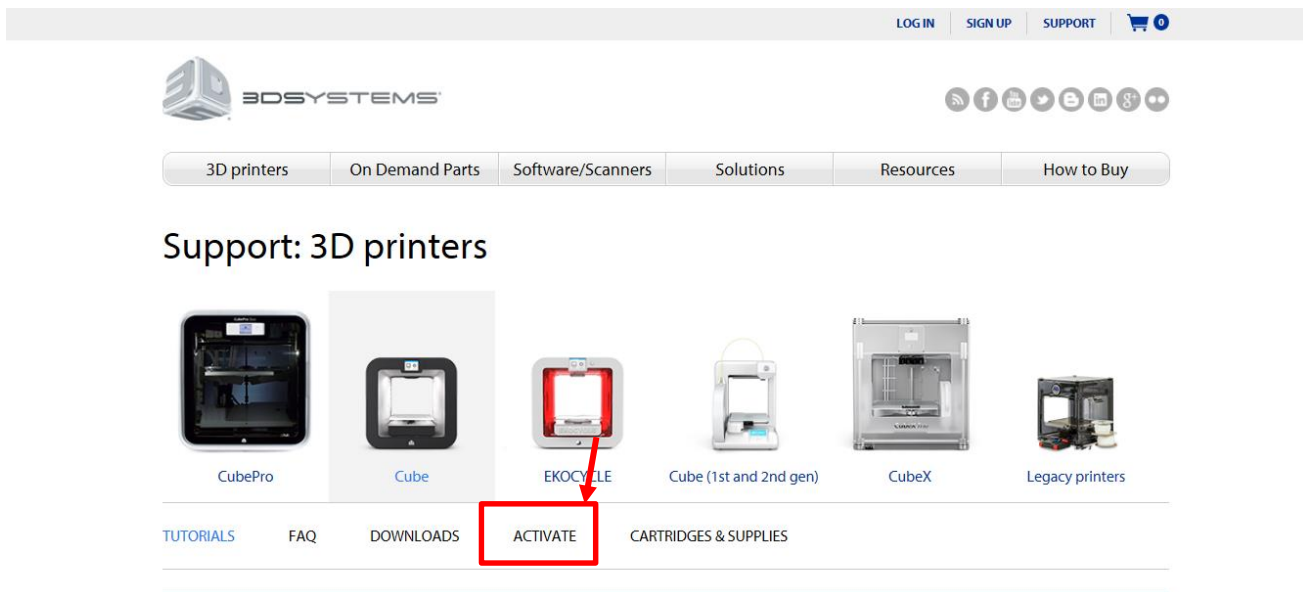 LOG IN SIGN UP SUPPORT 0
3DSYSTEMS
3D printers On Demand Parts Software/Scanners Solutions Resources How to Buy
Support: 3D printers
CubePro Cube EKOCYCLE Cube (1st and 2nd gen) CubeX Legacy printers
TUTORIALS FAQ DOWNLOADS ACTIVATE CARTRIDGES & SUPPLIES